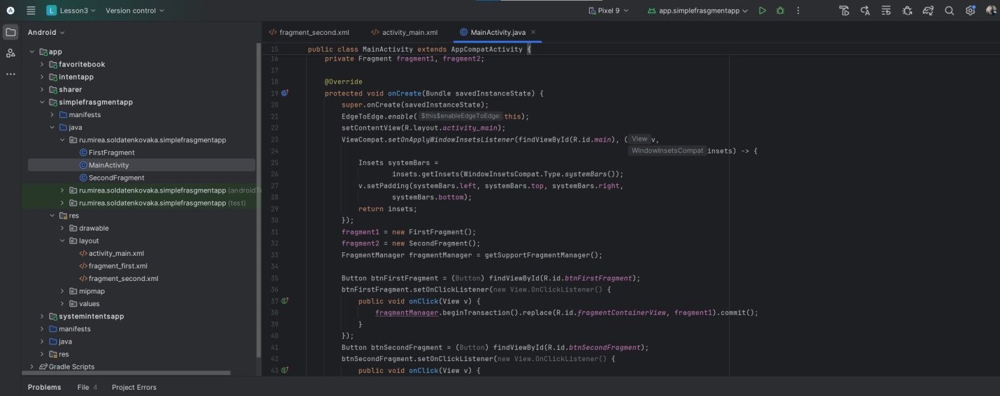 L Lesson3 Version control Pixel 9 app.simplefrasgmentapp
Android
app
favoritebook
intentapp
sharer
simplefrasgmentapp
manifests
java
ru.mirea.soldatenkovaka.simplefrasgmentapp
FirstFragment
MainActivity
SecondFragment
ru.mirea.soldatenkovaka.simplefrasgmentapp (androidT
ru.mirea.soldatenkovaka.simplefrasgmentapp (test)
res
drawable
layout
activity_main.xml
fragment_first.xml
fragment_second.xml
mipmap
values
systemintentsapp
manifests
java
res
Gradle Scripts
fragment_second.xml activity_main.xml MainActivity.java
15 public class MainActivity extends AppCompatActivity {
16 private Fragment fragment1, fragment2;
17
18 @Override
19 protected void onCreate(Bundle savedInstanceState) {
20 super.onCreate(savedInstanceState);
21 EdgeToEdge.enable( $this$enableEdgeToEdge: this);
22 setContentView(R.layout.activity_main);
23 ViewCompat.setOnApplyWindowInsetsListener(findViewById(R.id.main), ( View v,
24 WindowInsetsCompat insets) -> {
25 Insets systemBars =
26 insets.getInsets(WindowInsetsCompat.Type.systemBars());
27 v.setPadding(systemBars.left, systemBars.top, systemBars.right,
28 systemBars.bottom);
29 return insets;
30 });
31 fragment1 = new FirstFragment();
32 fragment2 = new SecondFragment();
33 FragmentManager fragmentManager = getSupportFragmentManager();
34
35 Button btnFirstFragment = (Button) findViewById(R.id.btnFirstFragment);
36 btnFirstFragment.setOnClickListener(new View.OnClickListener() {
37 public void onClick(View v) {
38 fragmentManager.beginTransaction().replace(R.id.fragmentContainerView, fragment1).commit();
39 }
40 });
41 Button btnSecondFragment = (Button) findViewById(R.id.btnSecondFragment);
42 btnSecondFragment.setOnClickListener(new View.OnClickListener() {
43 public void onClick(View v) {
Problems File 4 Project Errors